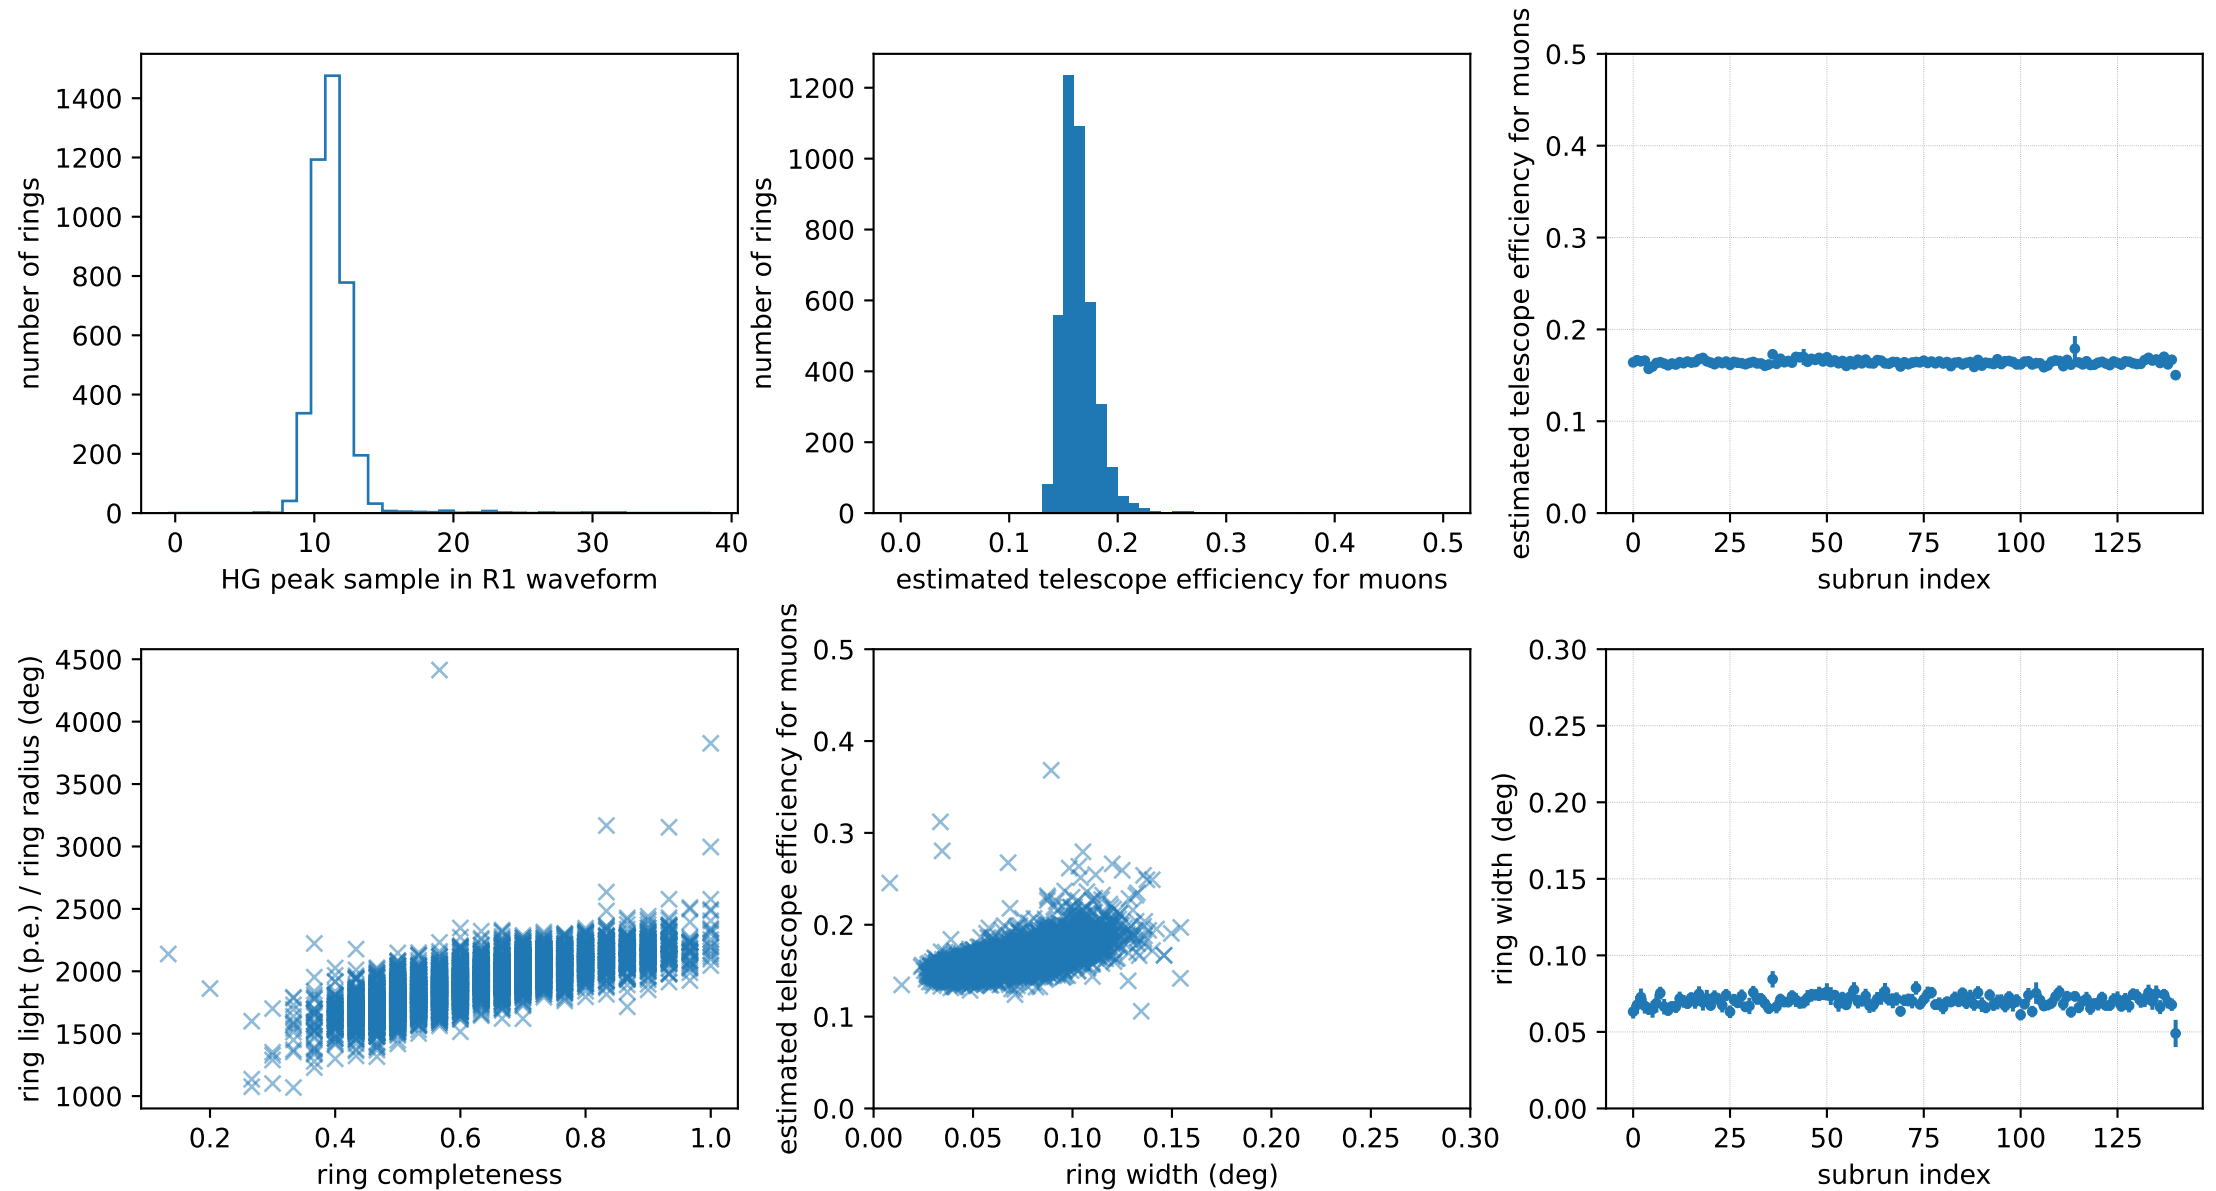 1400
1200
1000
800
600
400
200
0
number of rings
0 10 20 30 40
HG peak sample in R1 waveform
1200
1000
800
600
400
200
0
number of rings
0.0 0.1 0.2 0.3 0.4 0.5
estimated telescope efficiency for muons
0.5
0.4
0.3
0.2
0.1
0.0
estimated telescope efficiency for muons
0 25 50 75 100 125
subrun index
4500
4000
3500
3000
2500
2000
1500
1000
ring light (p.e.) / ring radius (deg)
0.2 0.4 0.6 0.8 1.0
ring completeness
0.5
0.4
0.3
0.2
0.1
0.0
estimated telescope efficiency for muons
0.00 0.05 0.10 0.15 0.20 0.25 0.30
ring width (deg)
0.30
0.25
0.20
0.15
0.10
0.05
0.00
ring width (deg)
0 25 50 75 100 125
subrun index